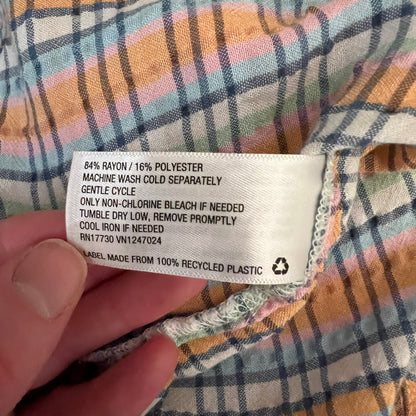 84% RAYON / 16% POLYESTER
MACHINE WASH COLD SEPARATELY
GENTLE CYCLE
ONLY NON-CHLORINE BLEACH IF NEEDED
TUMBLE DRY LOW, REMOVE PROMPTLY
COOL IRON IF NEEDED
RN17730 VN1247024
LABEL MADE FROM 100% RECYCLED PLASTIC